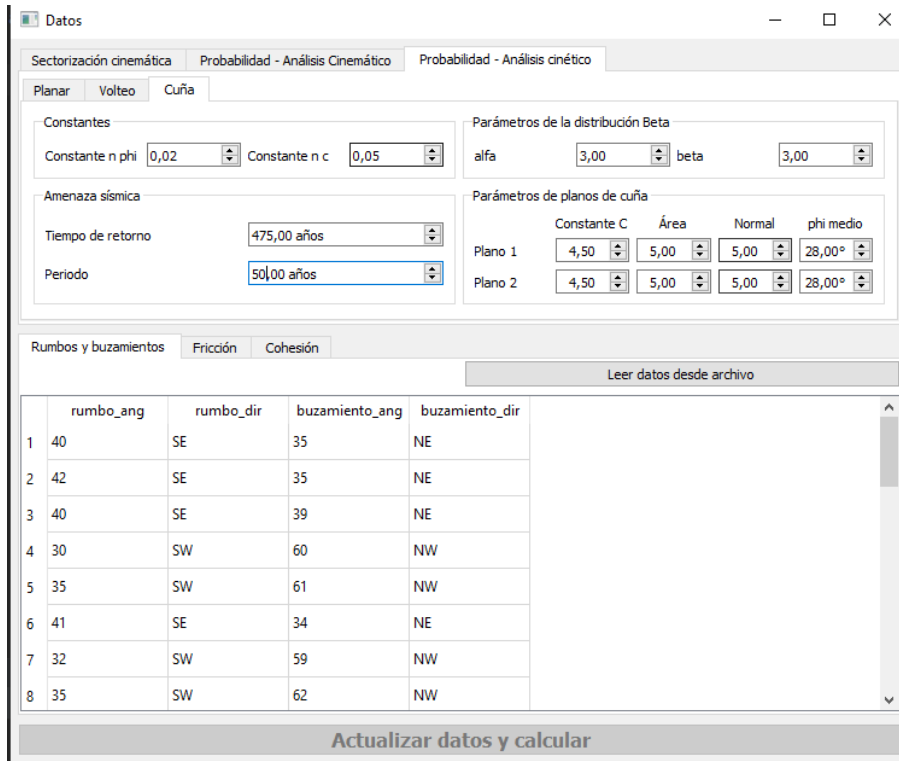 Datos
Sectorización cinemática Probabilidad - Análisis Cinemático Probabilidad - Análisis cinético
Planar Volteo Cuña
Constantes
Constante n phi 0,02 Constante n c 0,05
Parámetros de la distribución Beta
alfa 3,00 beta 3,00
Amenaza sísmica
Tiempo de retorno 475,00 años
Periodo 50,00 años
Parámetros de planos de cuña
Constante C Área Normal phi medio
Plano 1 4,50 5,00 5,00 28,00°
Plano 2 4,50 5,00 5,00 28,00°
Rumbos y buzamientos Fricción Cohesión
Leer datos desde archivo
rumbo_ang rumbo_dir buzamiento_ang buzamiento_dir
1 40 SE 35 NE
2 42 SE 35 NE
3 40 SE 39 NE
4 30 SW 60 NW
5 35 SW 61 NW
6 41 SE 34 NE
7 32 SW 59 NW
8 35 SW 62 NW
Actualizar datos y calcular